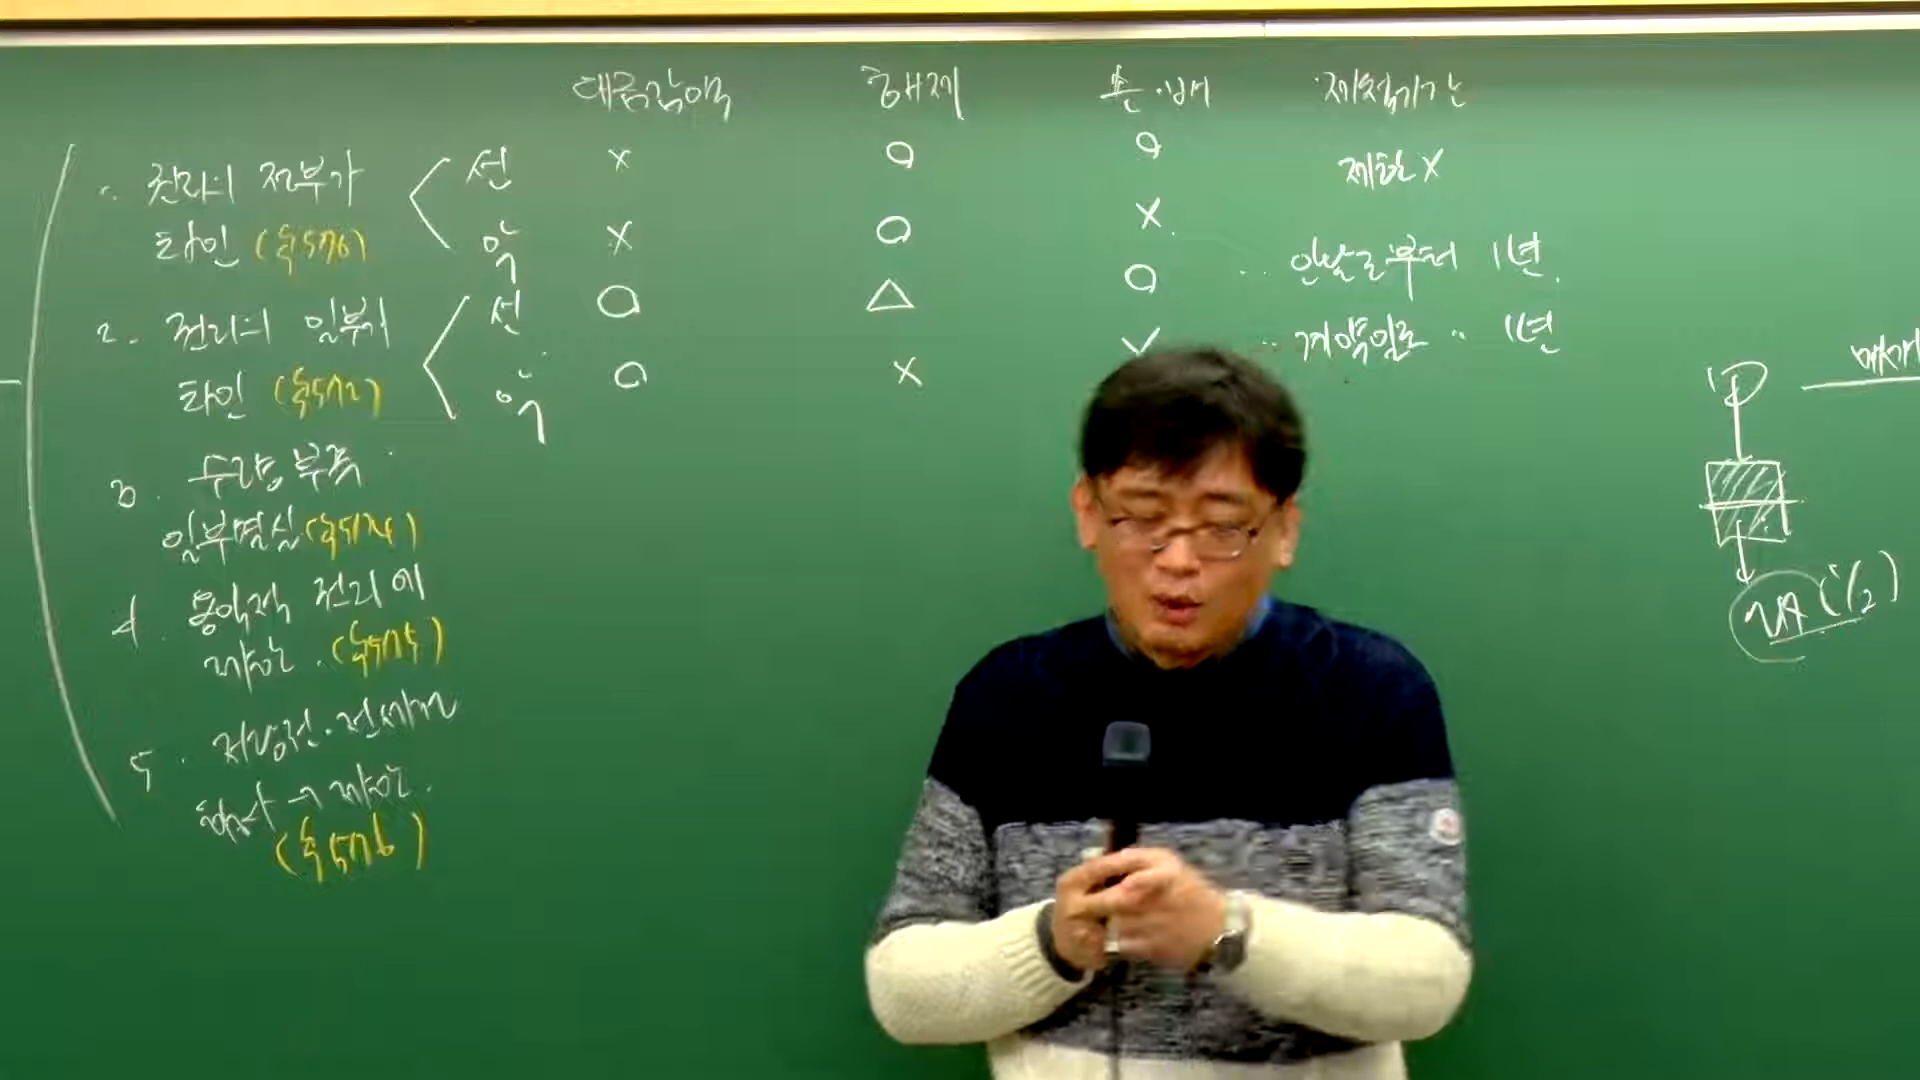 대금감액 해제 손·배 제척기간
1. 권리의 전부가 < 선 × ○ ○ 제한 X
타인 (§570) 악 × ○ ×
2. 권리의 일부가 < 선 ○ △ ○ 안날로부터 1년.
타인 (§572) 악 ○ × 계약일로 〃 1년
3. 수량부족
일부멸실 (§574)
4. 용익적 권리에
제한. (§575)
5. 저당권·전세권
행사 → 제한.
(§576)
매매
P
(1/2)